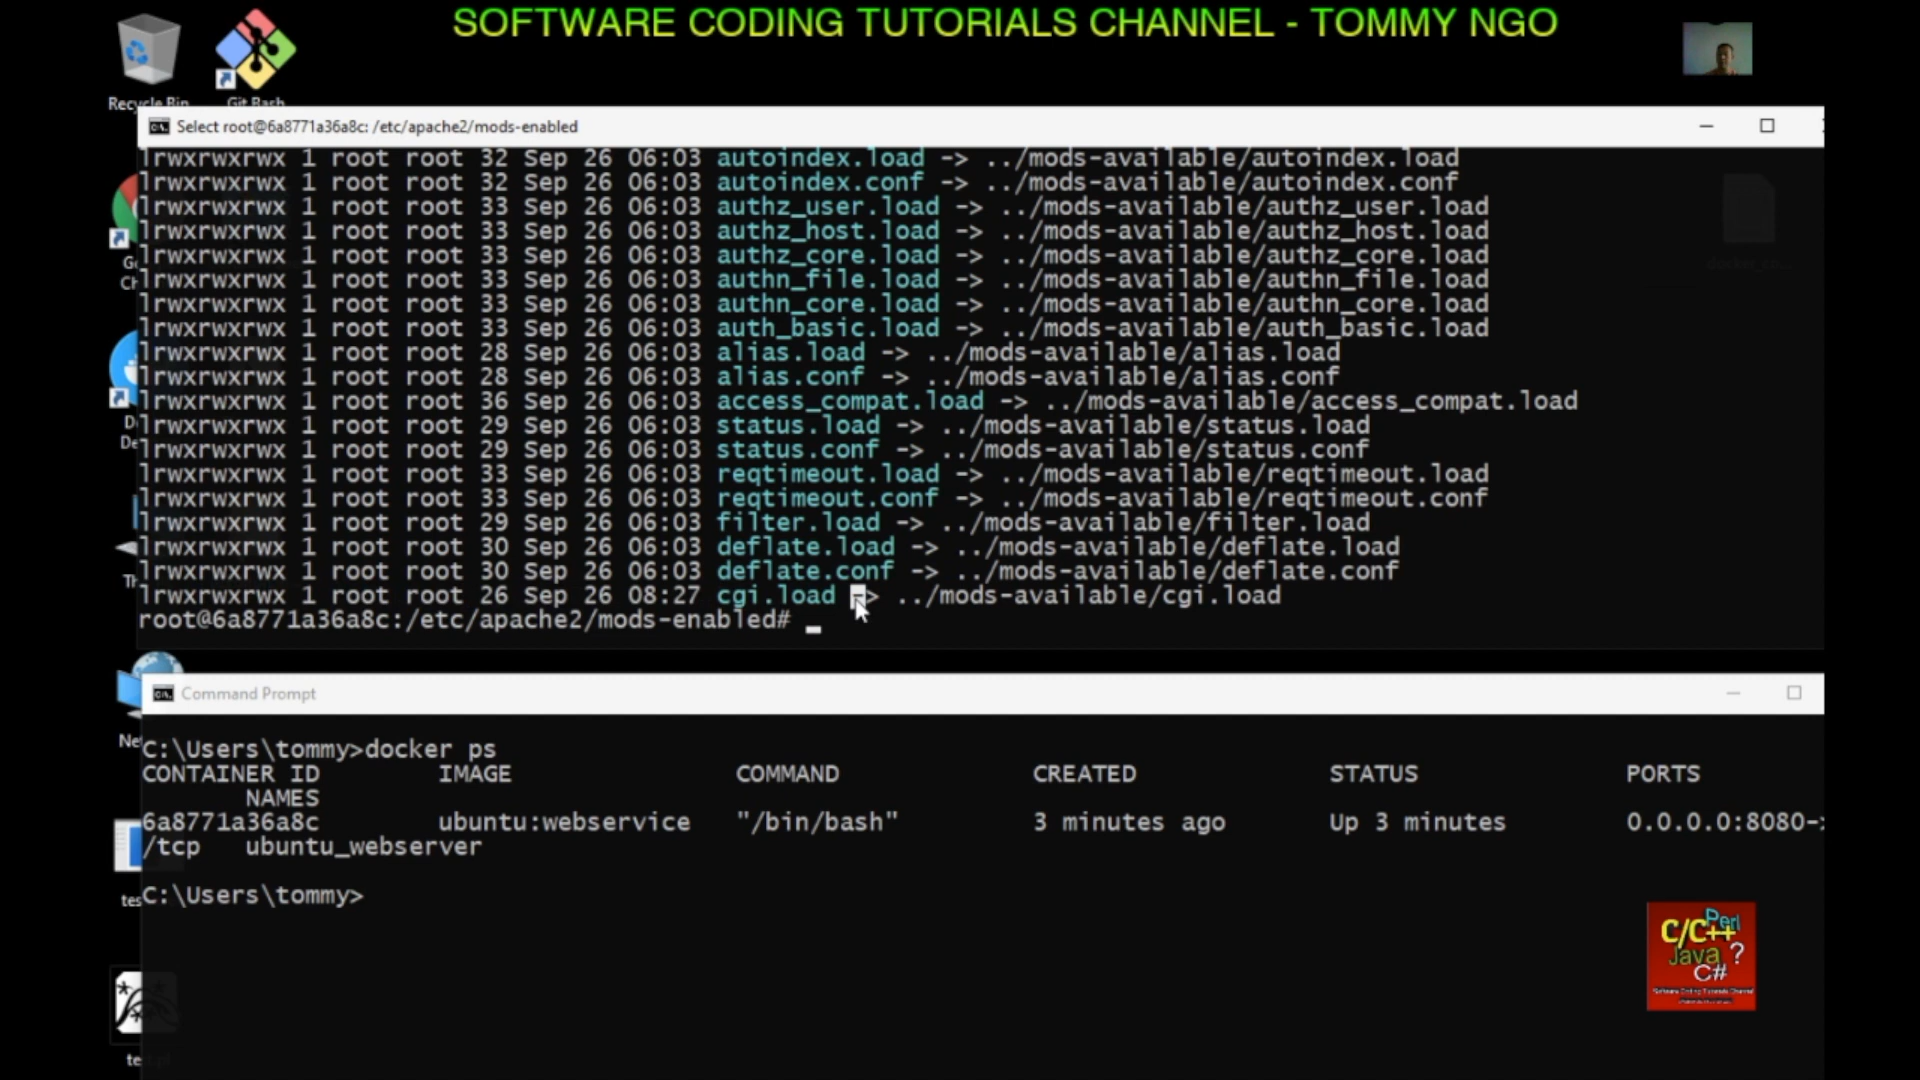 SOFTWARE CODING TUTORIALS CHANNEL - TOMMY NGO
Recycle Bin
Git Bash
Select root@6a8771a36a8c: /etc/apache2/mods-enabled
lrwxrwxrwx 1 root root 32 Sep 26 06:03 autoindex.load -> ../mods-available/autoindex.load
lrwxrwxrwx 1 root root 32 Sep 26 06:03 autoindex.conf -> ../mods-available/autoindex.conf
lrwxrwxrwx 1 root root 33 Sep 26 06:03 authz_user.load -> ../mods-available/authz_user.load
lrwxrwxrwx 1 root root 33 Sep 26 06:03 authz_host.load -> ../mods-available/authz_host.load
lrwxrwxrwx 1 root root 33 Sep 26 06:03 authz_core.load -> ../mods-available/authz_core.load
lrwxrwxrwx 1 root root 33 Sep 26 06:03 authn_file.load -> ../mods-available/authn_file.load
lrwxrwxrwx 1 root root 33 Sep 26 06:03 authn_core.load -> ../mods-available/authn_core.load
lrwxrwxrwx 1 root root 33 Sep 26 06:03 auth_basic.load -> ../mods-available/auth_basic.load
lrwxrwxrwx 1 root root 28 Sep 26 06:03 alias.load -> ../mods-available/alias.load
lrwxrwxrwx 1 root root 28 Sep 26 06:03 alias.conf -> ../mods-available/alias.conf
lrwxrwxrwx 1 root root 36 Sep 26 06:03 access_compat.load -> ../mods-available/access_compat.load
lrwxrwxrwx 1 root root 29 Sep 26 06:03 status.load -> ../mods-available/status.load
lrwxrwxrwx 1 root root 29 Sep 26 06:03 status.conf -> ../mods-available/status.conf
lrwxrwxrwx 1 root root 33 Sep 26 06:03 reqtimeout.load -> ../mods-available/reqtimeout.load
lrwxrwxrwx 1 root root 33 Sep 26 06:03 reqtimeout.conf -> ../mods-available/reqtimeout.conf
lrwxrwxrwx 1 root root 29 Sep 26 06:03 filter.load -> ../mods-available/filter.load
lrwxrwxrwx 1 root root 30 Sep 26 06:03 deflate.load -> ../mods-available/deflate.load
lrwxrwxrwx 1 root root 30 Sep 26 06:03 deflate.conf -> ../mods-available/deflate.conf
lrwxrwxrwx 1 root root 26 Sep 26 08:27 cgi.load -> ../mods-available/cgi.load
root@6a8771a36a8c:/etc/apache2/mods-enabled#
Command Prompt
C:\Users\tommy>docker ps
CONTAINER ID IMAGE COMMAND CREATED STATUS PORTS
NAMES
6a8771a36a8c ubuntu:webservice "/bin/bash" 3 minutes ago Up 3 minutes 0.0.0.0:8080-
/tcp ubuntu_webserver
C:\Users\tommy>
C/C++ Perl
Java ?
C#
Software Coding Tutorials Channel